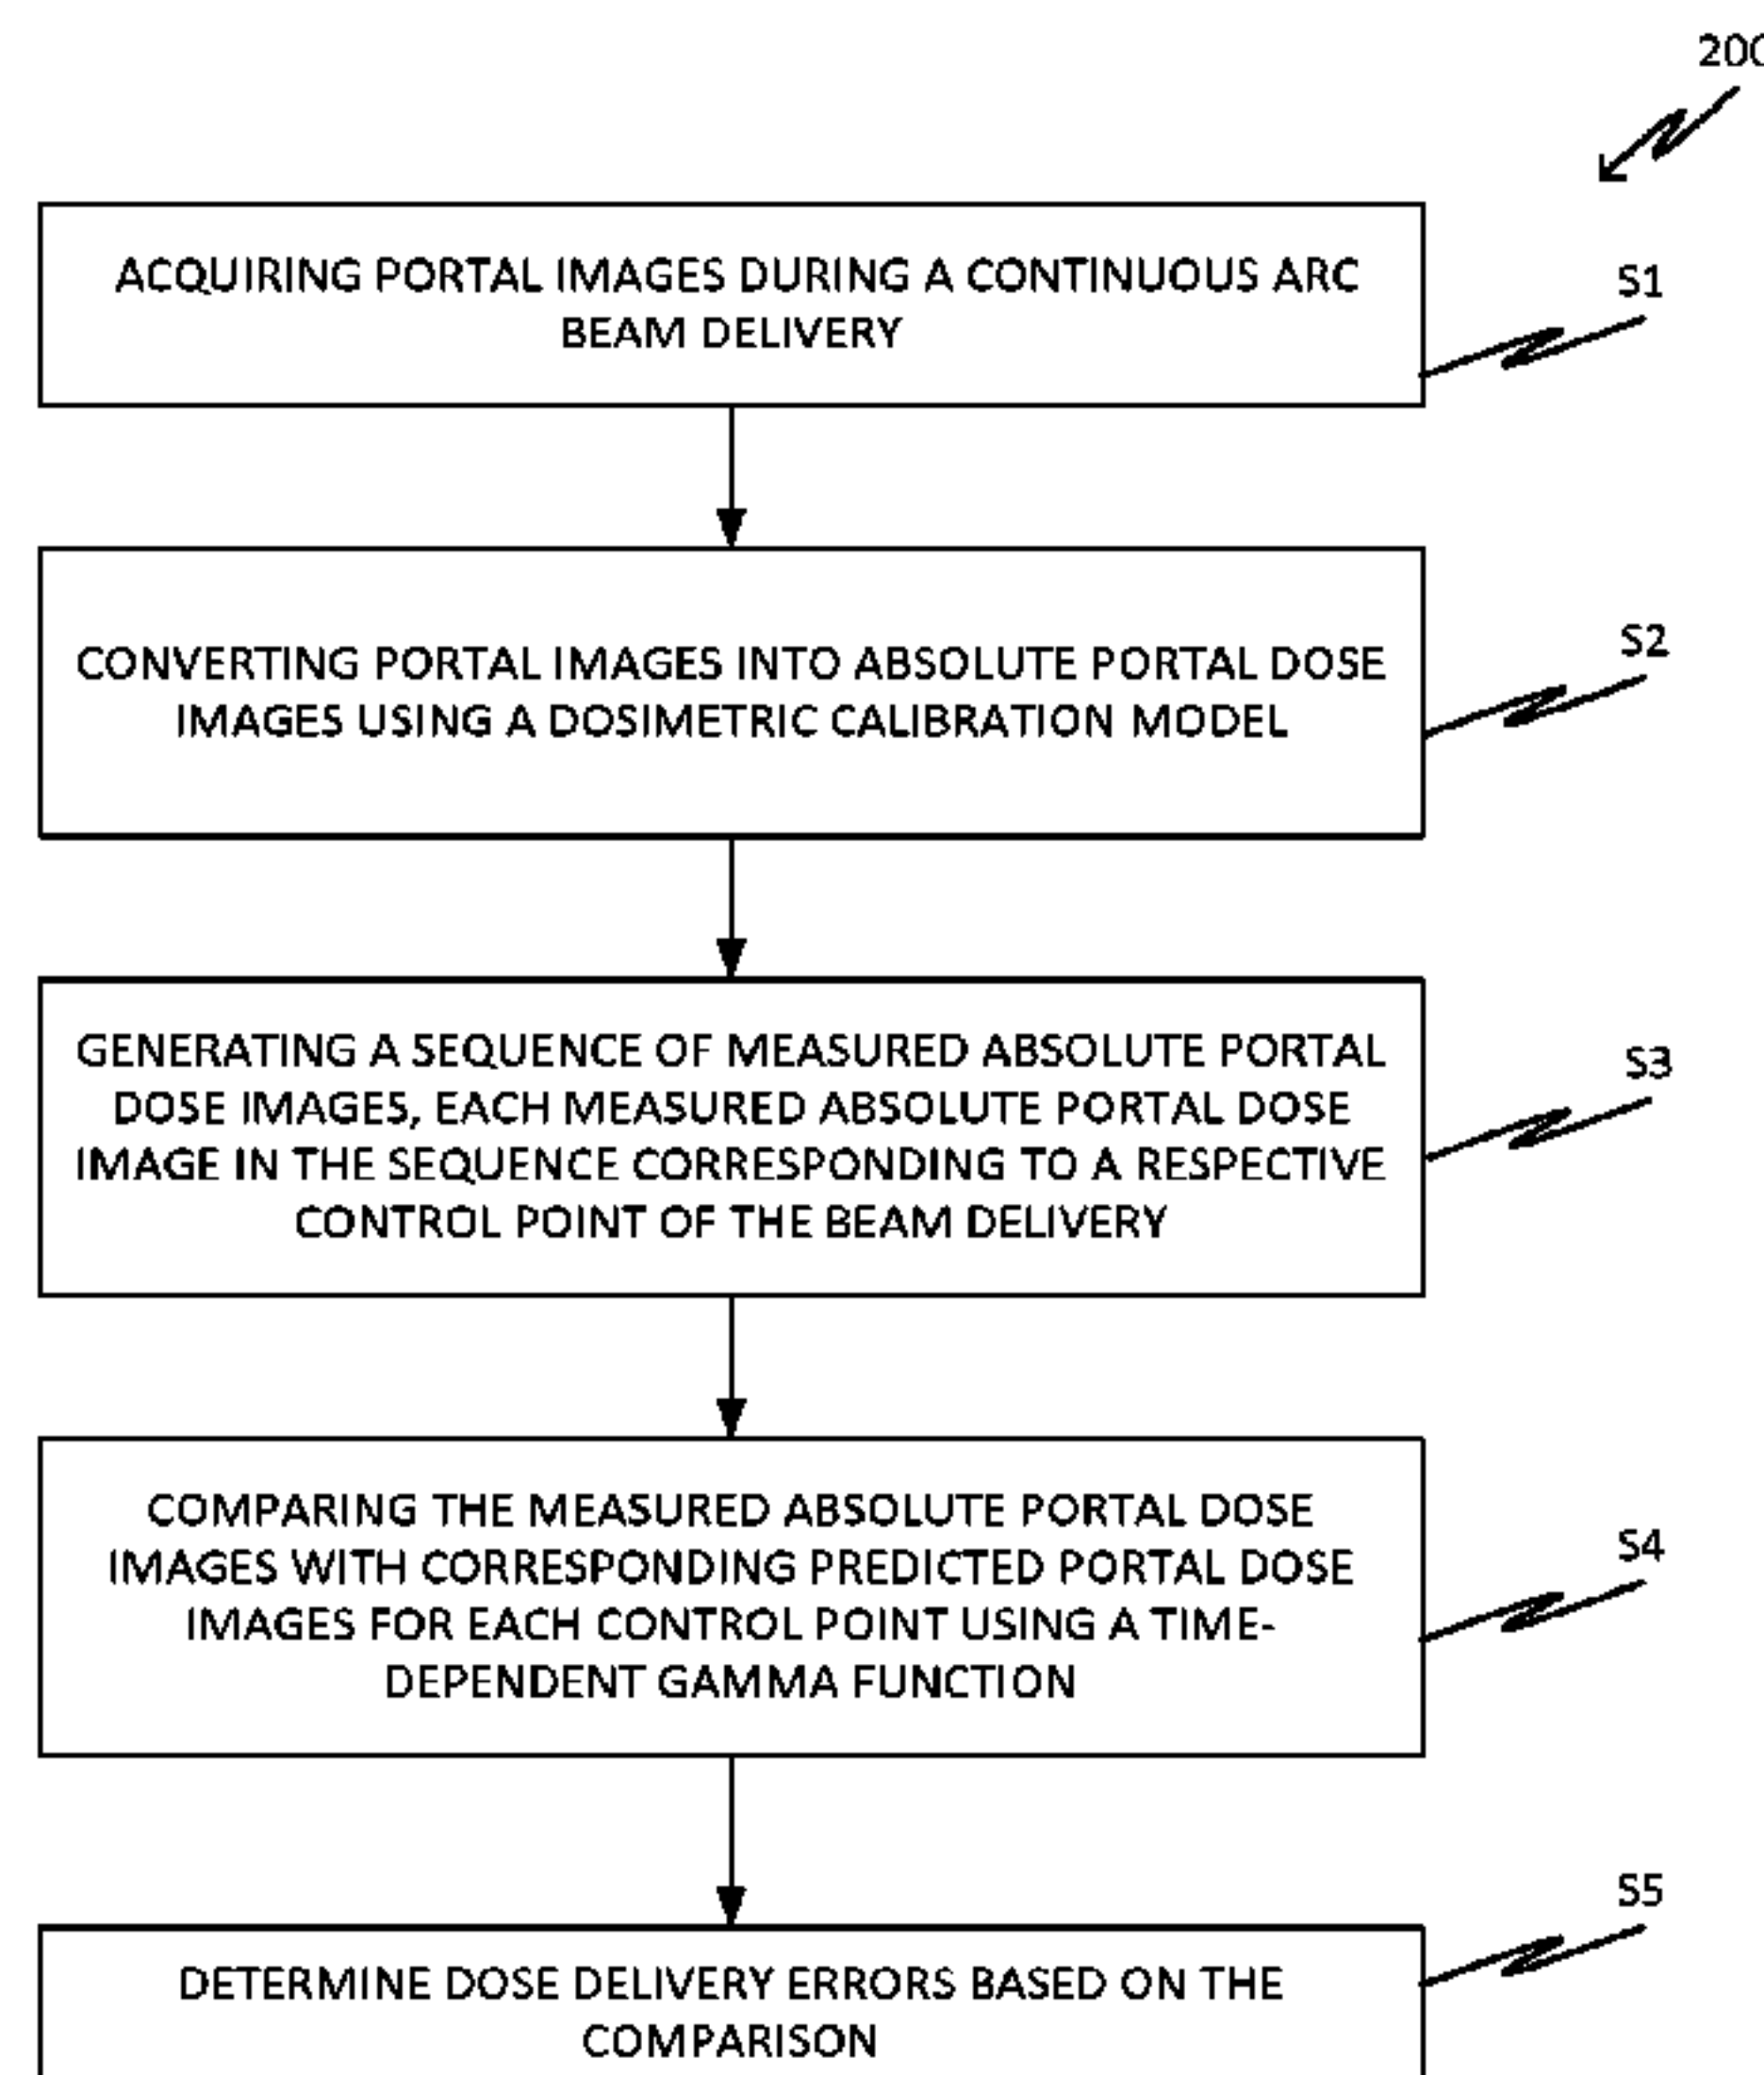 200
ACQUIRING PORTAL IMAGES DURING A CONTINUOUS ARC
BEAM DELIVERY
S1
CONVERTING PORTAL IMAGES INTO ABSOLUTE PORTAL DOSE
IMAGES USING A DOSIMETRIC CALIBRATION MODEL
S2
GENERATING A SEQUENCE OF MEASURED ABSOLUTE PORTAL
DOSE IMAGES, EACH MEASURED ABSOLUTE PORTAL DOSE
IMAGE IN THE SEQUENCE CORRESPONDING TO A RESPECTIVE
CONTROL POINT OF THE BEAM DELIVERY
S3
COMPARING THE MEASURED ABSOLUTE PORTAL DOSE
IMAGES WITH CORRESPONDING PREDICTED PORTAL DOSE
IMAGES FOR EACH CONTROL POINT USING A TIME-
DEPENDENT GAMMA FUNCTION
S4
DETERMINE DOSE DELIVERY ERRORS BASED ON THE
COMPARISON
S5